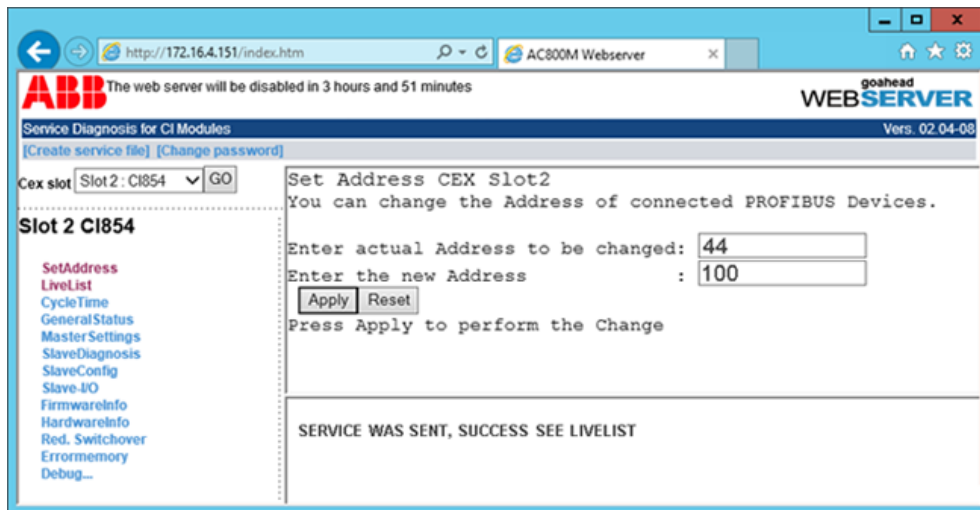 http://172.16.4.151/index.htm
AC800M Webserver
ABB The web server will be disabled in 3 hours and 51 minutes
goahead
WEBSERVER
Service Diagnosis for CI Modules Vers. 02.04-08
[Create service file] [Change password]
Cex slot Slot 2 : CI854 GO
Slot 2 CI854
SetAddress
LiveList
CycleTime
GeneralStatus
MasterSettings
SlaveDiagnosis
SlaveConfig
Slave-I/O
FirmwareInfo
HardwareInfo
Red. Switchover
Errormemory
Debug...
Set Address CEX Slot2
You can change the Address of connected PROFIBUS Devices.
Enter actual Address to be changed: 44
Enter the new Address : 100
Apply Reset
Press Apply to perform the Change
SERVICE WAS SENT, SUCCESS SEE LIVELIST